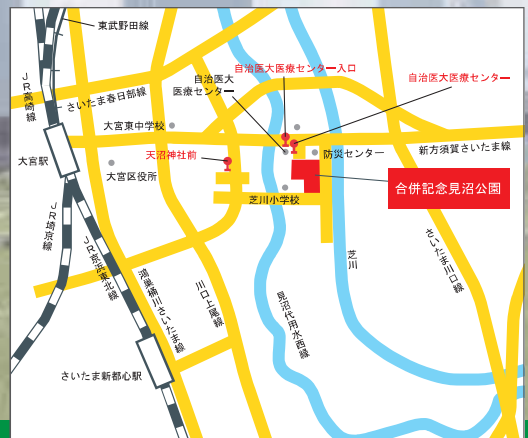 東武野田線
自治医大医療センター入口
自治医大
医療センター
自治医大医療センター
JR高崎線
さいたま春日部線
大宮東中学校
新方須賀さいたま線
大宮駅
天沼神社前
防災センター
大宮区役所
合併記念見沼公園
芝川小学校
JR埼京線
JR京浜東北線
鴻巣桶川さいたま線
川口上尾線
見沼代用水西縁
芝川
さいたま川口線
さいたま新都心駅